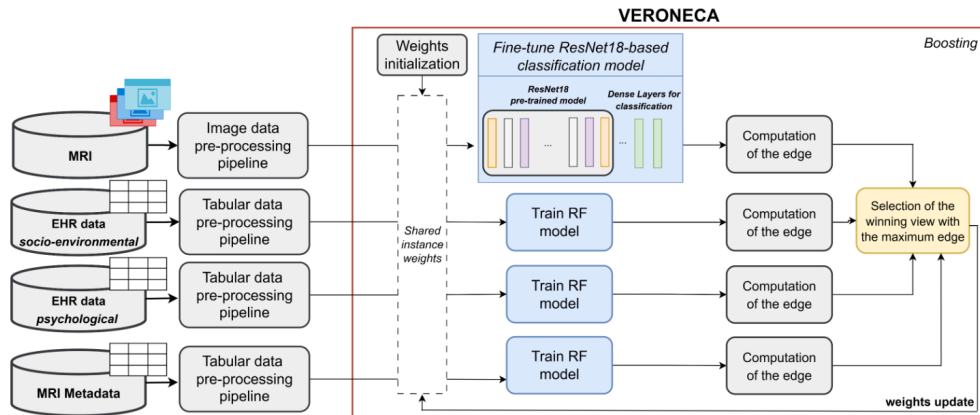 VERONECA
Boosting
Weights
initialization
Fine-tune ResNet18-based
classification model
ResNet18
pre-trained model
Dense Layers for
classification
...
...
MRI
Image data
pre-processing
pipeline
Computation
of the edge
EHR data
socio-environmental
Tabular data
pre-processing
pipeline
Shared
instance
weights
Train RF
model
Computation
of the edge
Selection of the
winning view with
the maximum edge
EHR data
psychological
Tabular data
pre-processing
pipeline
Train RF
model
Computation
of the edge
MRI Metadata
Tabular data
pre-processing
pipeline
Train RF
model
Computation
of the edge
weights update